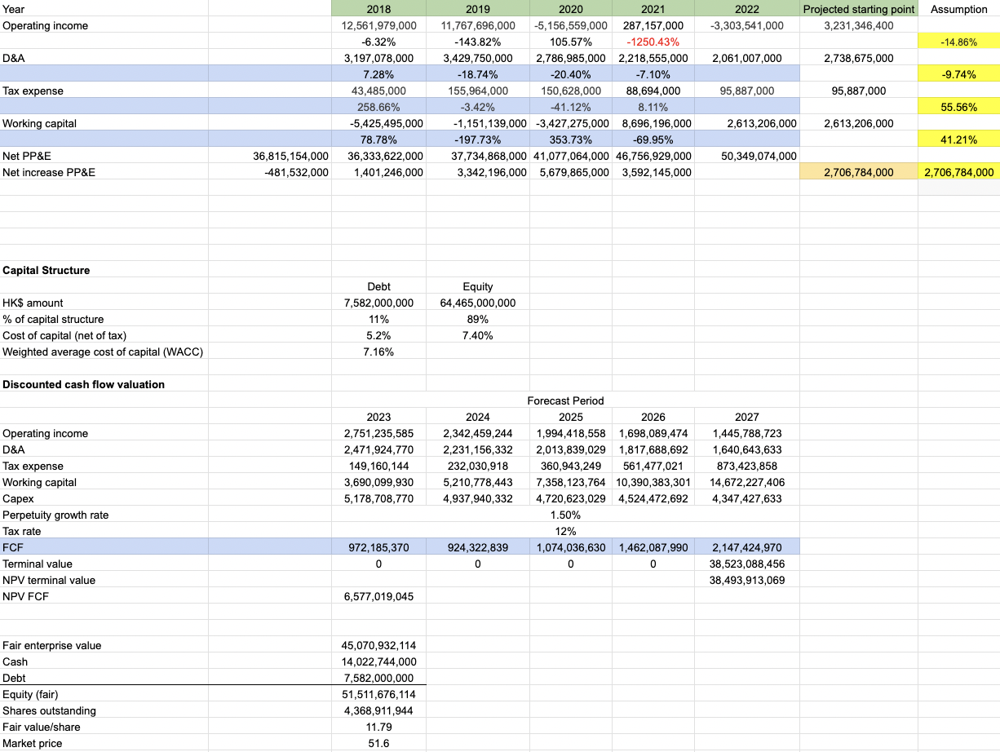 Year 2018 2019 2020 2021 2022 Projected starting point Assumption
Operating income 12,561,979,000 11,767,696,000 -5,156,559,000 287,157,000 -3,303,541,000 3,231,346,400
-6.32% -143.82% 105.57% -1250.43% -14.86%
D&A 3,197,078,000 3,429,750,000 2,786,985,000 2,218,555,000 2,061,007,000 2,738,675,000
7.28% -18.74% -20.40% -7.10% -9.74%
Tax expense 43,485,000 155,964,000 150,628,000 88,694,000 95,887,000 95,887,000
258.66% -3.42% -41.12% 8.11% 55.56%
Working capital -5,425,495,000 -1,151,139,000 -3,427,275,000 8,696,196,000 2,613,206,000 2,613,206,000
78.78% -197.73% 353.73% -69.95% 41.21%
Net PP&E 36,815,154,000 36,333,622,000 37,734,868,000 41,077,064,000 46,756,929,000 50,349,074,000
Net increase PP&E -481,532,000 1,401,246,000 3,342,196,000 5,679,865,000 3,592,145,000 2,706,784,000 2,706,784,000
Capital Structure
Debt Equity
HK$ amount 7,582,000,000 64,465,000,000
% of capital structure 11% 89%
Cost of capital (net of tax) 5.2% 7.40%
Weighted average cost of capital (WACC) 7.16%
Discounted cash flow valuation
Forecast Period
2023 2024 2025 2026 2027
Operating income 2,751,235,585 2,342,459,244 1,994,418,558 1,698,089,474 1,445,788,723
D&A 2,471,924,770 2,231,156,332 2,013,839,029 1,817,688,692 1,640,643,633
Tax expense 149,160,144 232,030,918 360,943,249 561,477,021 873,423,858
Working capital 3,690,099,930 5,210,778,443 7,358,123,764 10,390,383,301 14,672,227,406
Capex 5,178,708,770 4,937,940,332 4,720,623,029 4,524,472,692 4,347,427,633
Perpetuity growth rate 1.50%
Tax rate 12%
FCF 972,185,370 924,322,839 1,074,036,630 1,462,087,990 2,147,424,970
Terminal value 0 0 0 0 38,523,088,456
NPV terminal value 38,493,913,069
NPV FCF 6,577,019,045
Fair enterprise value 45,070,932,114
Cash 14,022,744,000
Debt 7,582,000,000
Equity (fair) 51,511,676,114
Shares outstanding 4,368,911,944
Fair value/share 11.79
Market price 51.6